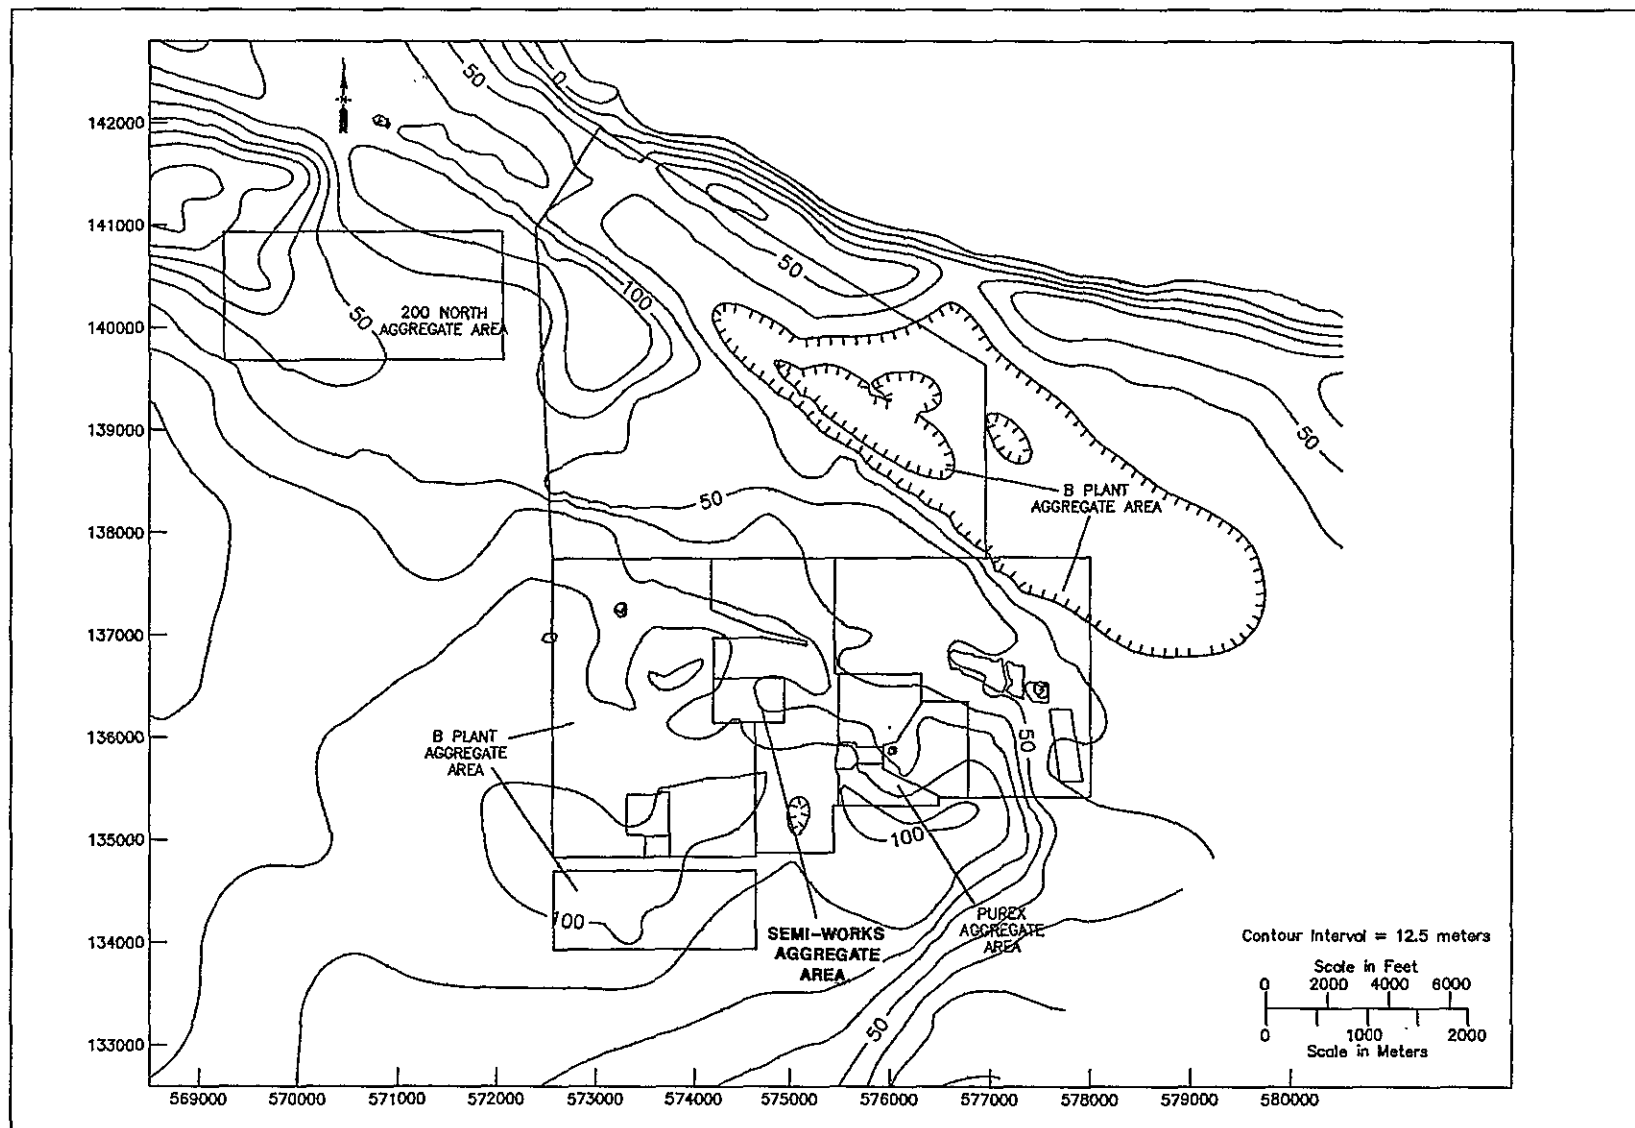 50
0
142000
141000
140000
139000
138000
137000
136000
135000
134000
133000
100
50
50
200 NORTH
AGGREGATE AREA
50
50
B PLANT
AGGREGATE AREA
50
B PLANT
AGGREGATE
AREA
50
100
100
SEMI-WORKS
AGGREGATE
AREA
PUREX
AGGREGATE
AREA
50
Contour Interval = 12.5 meters
Scale in Feet
0 2000 4000 6000
0 1000 2000
Scale in Meters
569000 570000 571000 572000 573000 574000 575000 576000 577000 578000 579000 580000